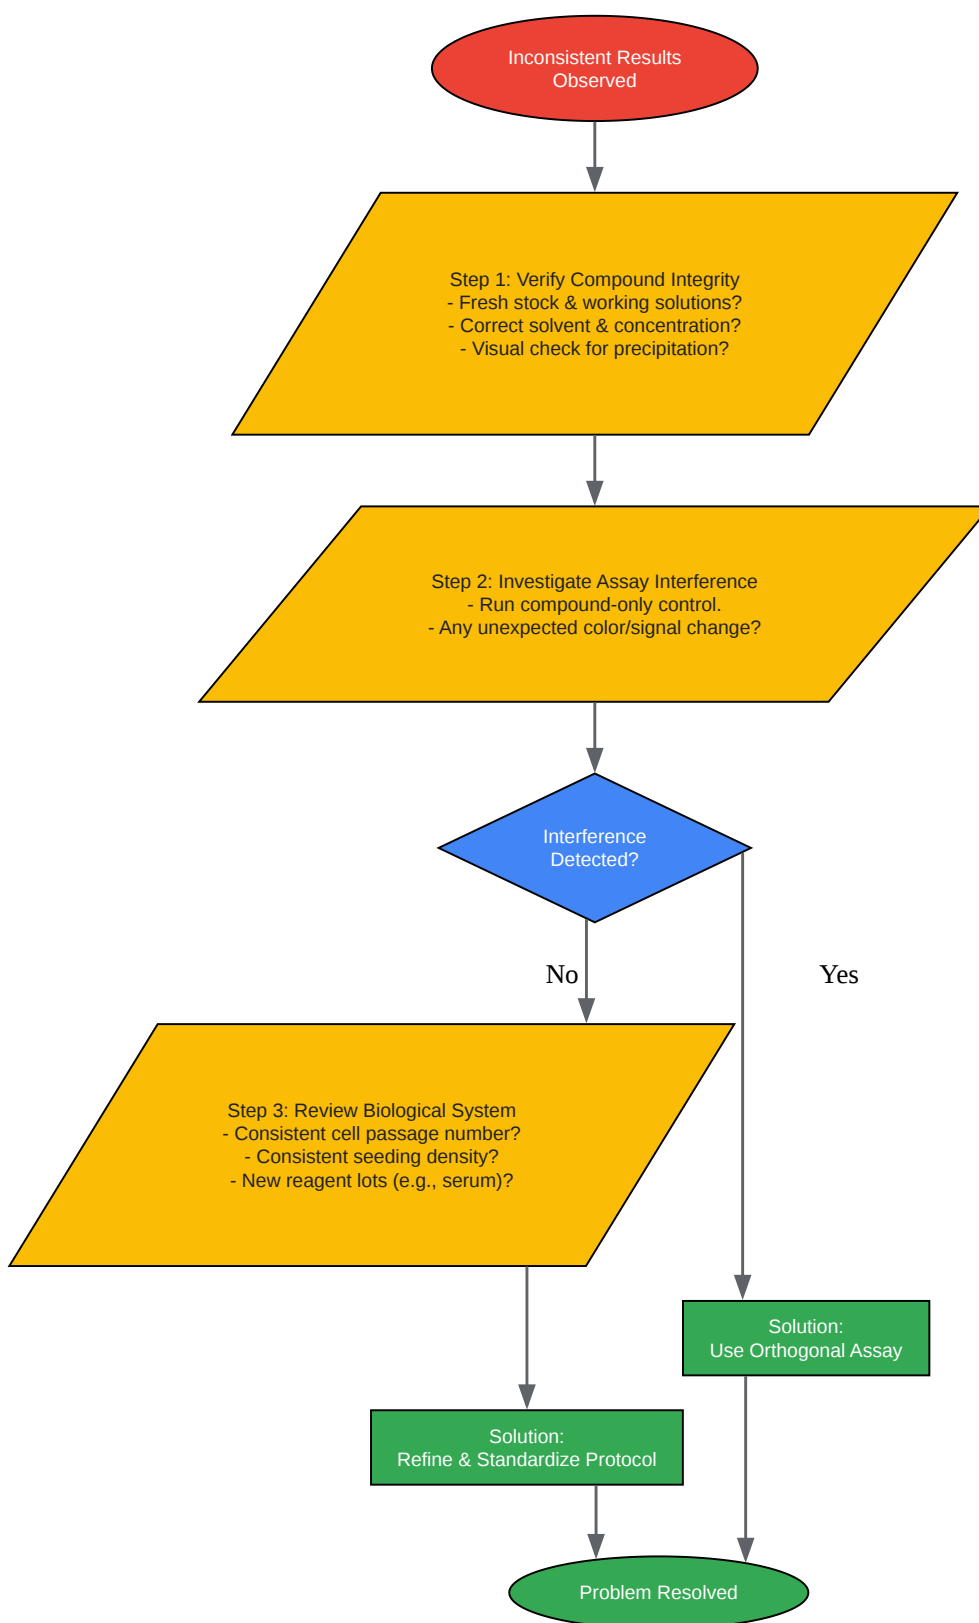 Inconsistent Results
Observed
Step 1: Verify Compound Integrity
- Fresh stock & working solutions?
- Correct solvent & concentration?
- Visual check for precipitation?
Step 2: Investigate Assay Interference
- Run compound-only control.
- Any unexpected color/signal change?
Interference
Detected?
No
Yes
Step 3: Review Biological System
- Consistent cell passage number?
- Consistent seeding density?
- New reagent lots (e.g., serum)?
Solution:
Use Orthogonal Assay
Solution:
Refine & Standardize Protocol
Problem Resolved